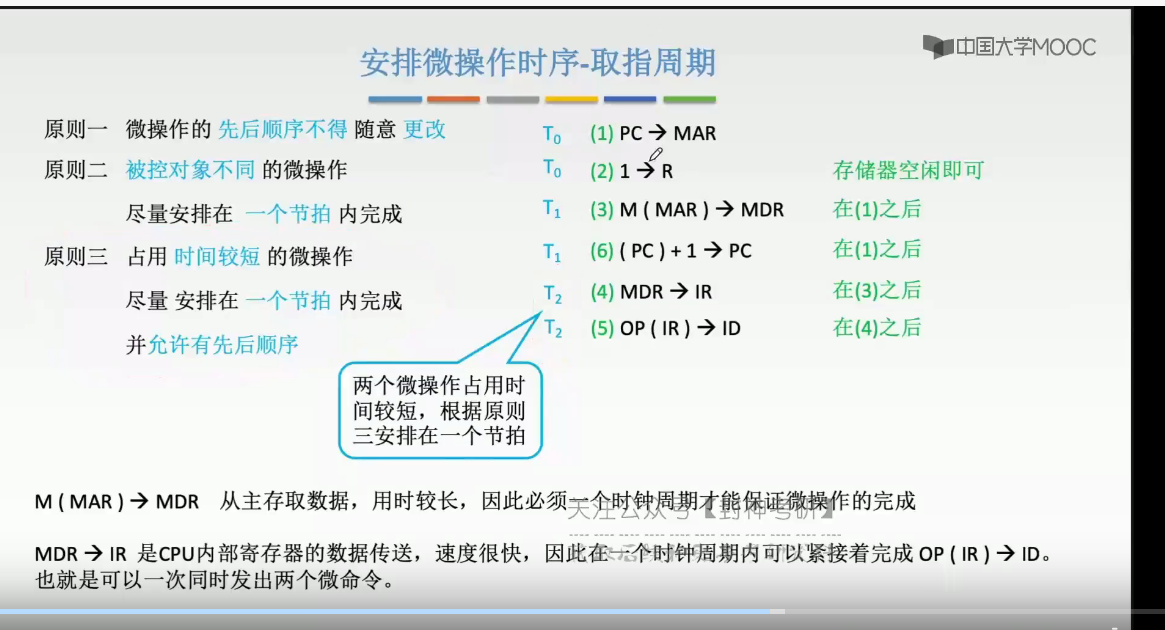 安排微操作时序-取指周期
中国大学MOOC
原则一 微操作的 先后顺序不得 随意 更改
原则二 被控对象不同 的微操作
尽量安排在 一个节拍 内完成
原则三 占用 时间较短 的微操作
尽量 安排在 一个节拍 内完成
并允许有先后顺序
T0 (1) PC → MAR
T0 (2) 1 → R 存储器空闲即可
T1 (3) M ( MAR ) → MDR 在(1)之后
T1 (6) ( PC ) + 1 → PC 在(1)之后
T2 (4) MDR → IR 在(3)之后
T2 (5) OP ( IR ) → ID 在(4)之后
两个微操作占用时
间较短，根据原则
三安排在一个节拍
M ( MAR ) → MDR 从主存取数据，用时较长，因此必须一个时钟周期才能保证微操作的完成
关注公众号【封神考研】
MDR → IR 是CPU内部寄存器的数据传送，速度很快，因此在一个时钟周期内可以紧接着完成 OP ( IR ) → ID。
也就是可以一次同时发出两个微命令。